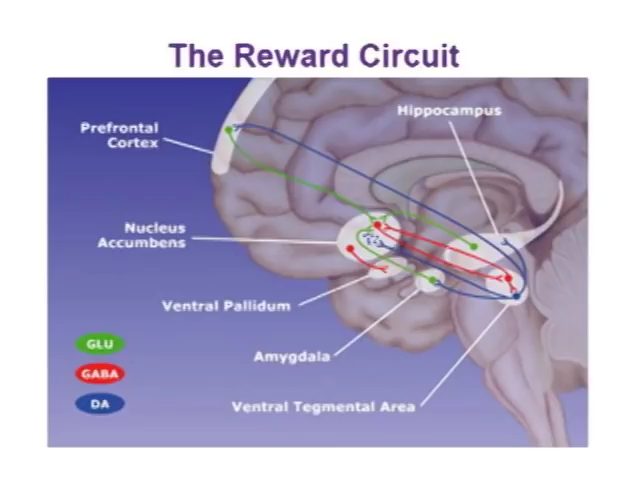 The Reward Circuit
Hippocampus
Prefrontal
Cortex
Nucleus
Accumbens
Ventral Pallidum
GLU
Amygdala
GABA
DA
Ventral Tegmental Area